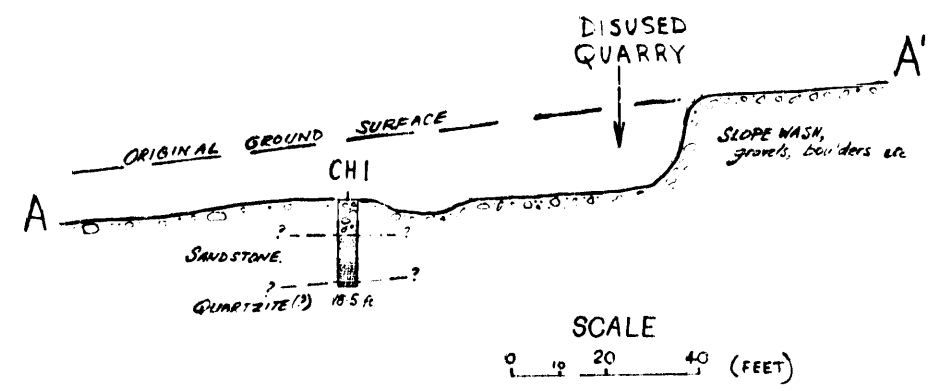 DISUSED
QUARRY
A'
ORIGINAL GROUND SURFACE
SLOPE WASH,
gravels, boulders etc
CH1
A
? ?
SANDSTONE.
? ?
QUARTZITE(?) 18.5 ft
SCALE
0 10 20 40 (FEET)